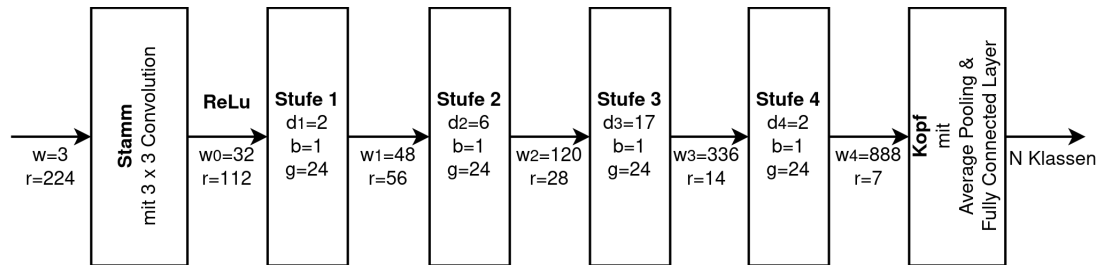 w=3
r=224
Stamm
mit 3 x 3 Convolution
ReLu
w0=32
r=112
Stufe 1
d1=2
b=1
g=24
w1=48
r=56
Stufe 2
d2=6
b=1
g=24
w2=120
r=28
Stufe 3
d3=17
b=1
g=24
w3=336
r=14
Stufe 4
d4=2
b=1
g=24
w4=888
r=7
Kopf
mit
Average Pooling &
Fully Connected Layer
N Klassen